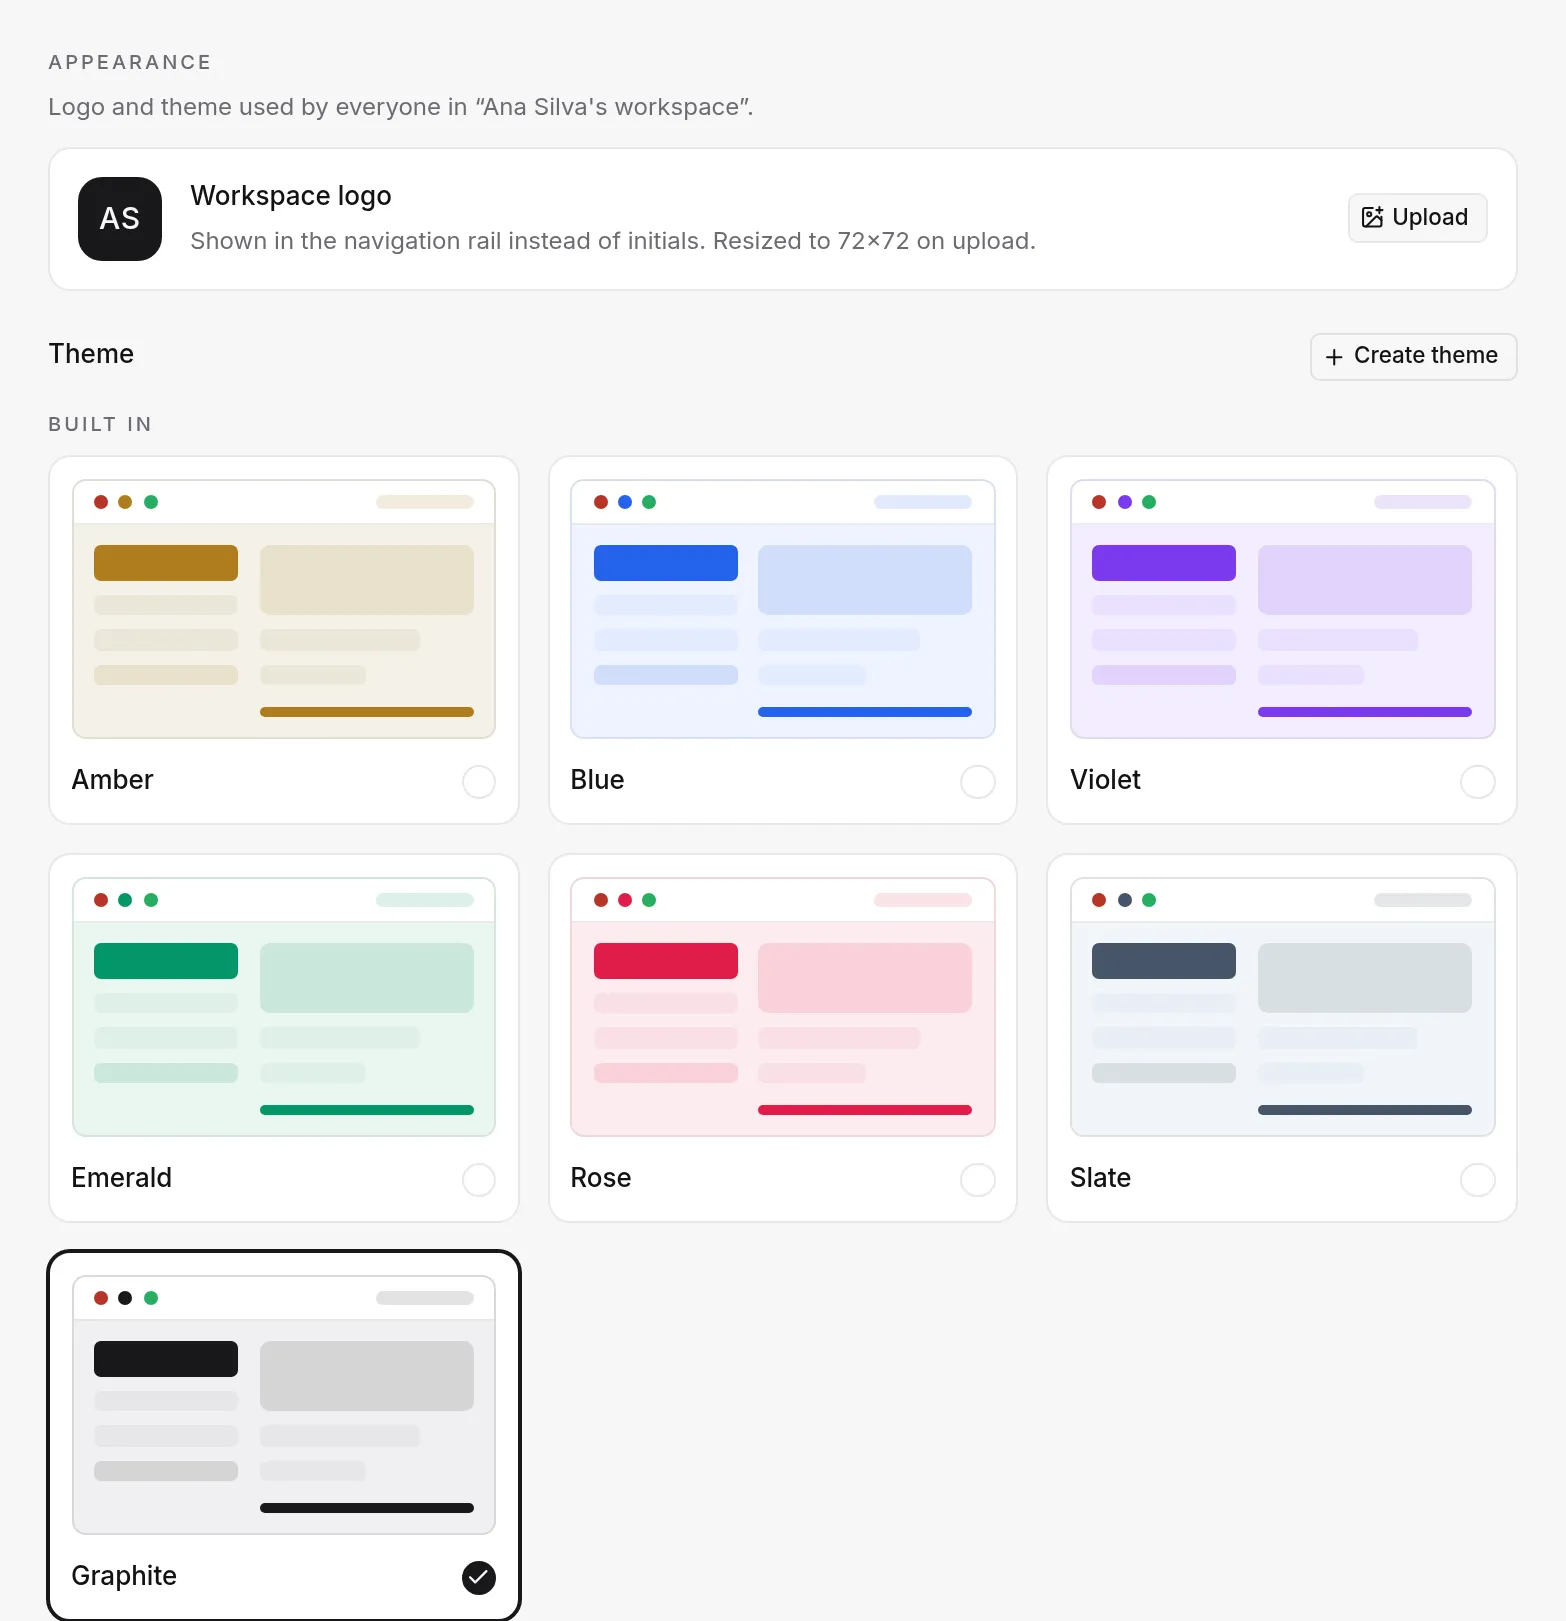 APPEARANCE
Logo and theme used by everyone in “Ana Silva's workspace”.
AS
Workspace logo
Shown in the navigation rail instead of initials. Resized to 72×72 on upload.
Upload
Theme
Create theme
BUILT IN
Amber
Blue
Violet
Emerald
Rose
Slate
Graphite